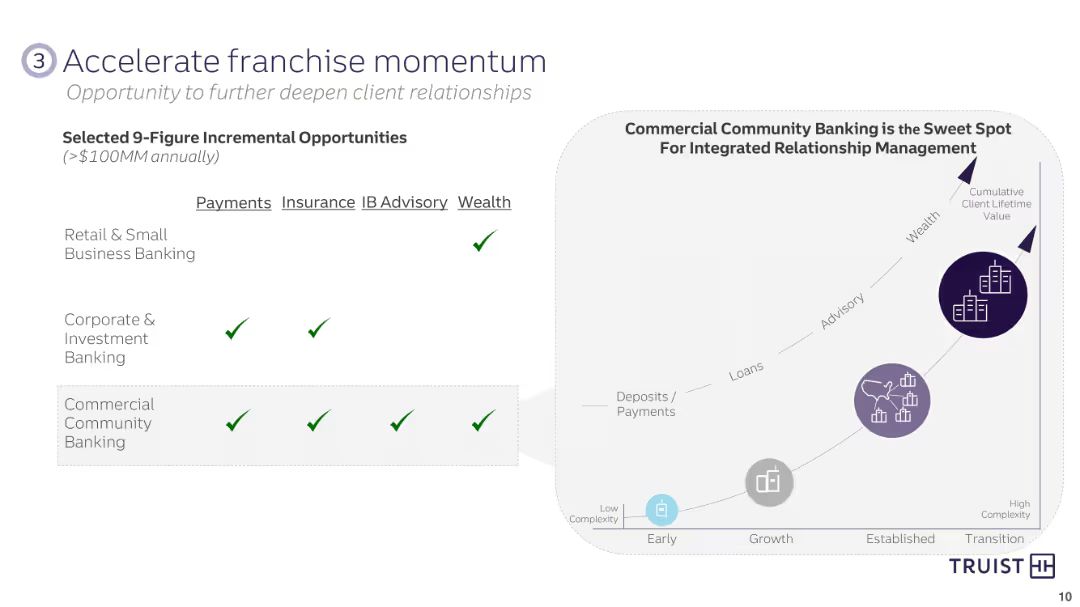 3 Accelerate franchise momentum
Opportunity to further deepen client relationships
Selected 9-Figure Incremental Opportunities
(>$100MM annually)
Payments Insurance IB Advisory Wealth
Retail & Small
Business Banking
Corporate &
Investment
Banking
Commercial
Community
Banking
Commercial Community Banking is the Sweet Spot
For Integrated Relationship Management
Cumulative
Client Lifetime
Value
Wealth
Advisory
Loans
Deposits /
Payments
Low
Complexity
High
Complexity
Early Growth Established Transition
TRUIST
10